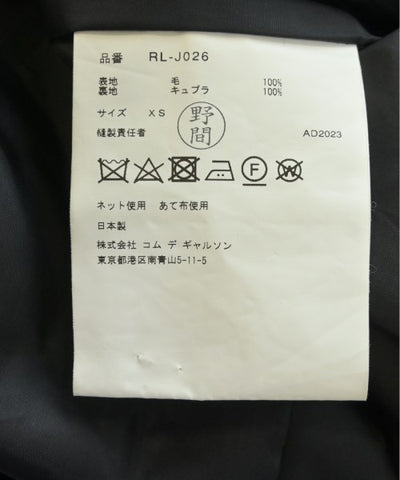 品番 RL-J026
表地 毛 100%
裏地 キュプラ 100%
サイズ XS
野間
縫製責任者 AD2023
F W
ネット使用 あて布使用
日本製
株式会社 コム デ ギャルソン
東京都港区南青山5-11-5